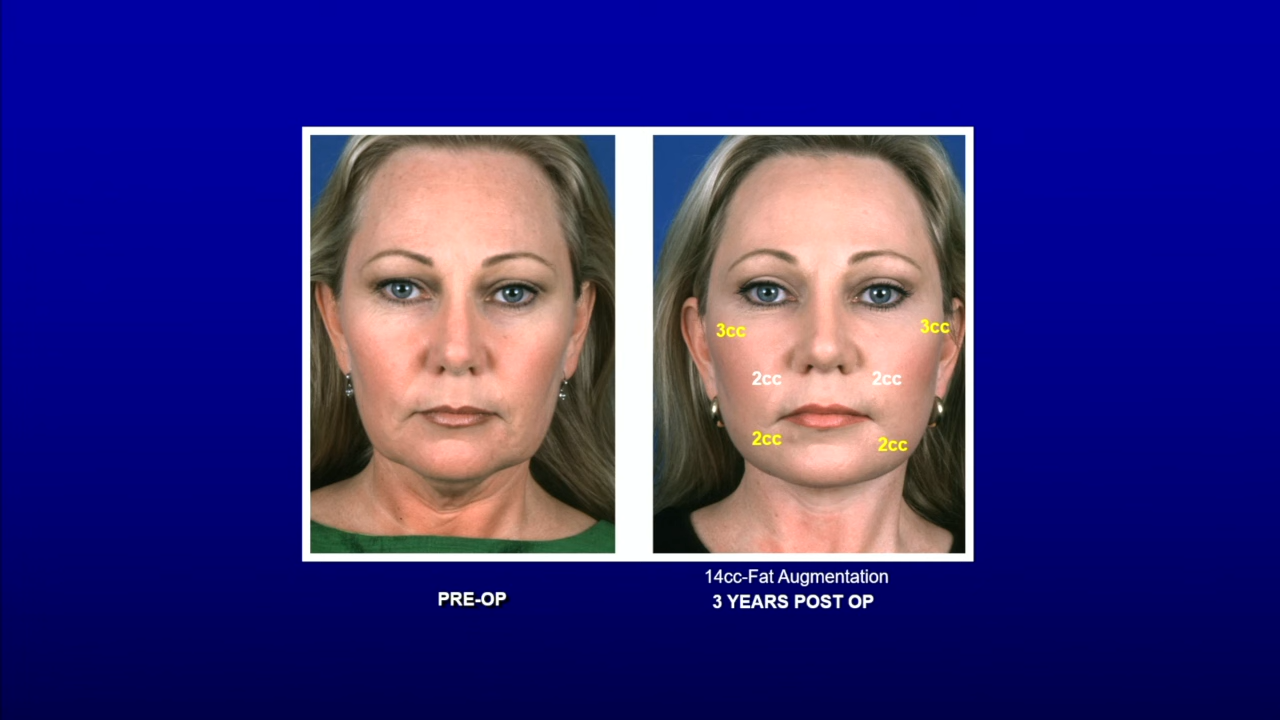 3cc
3cc
2cc
2cc
2cc
2cc
14cc-Fat Augmentation
PRE-OP
3 YEARS POST OP